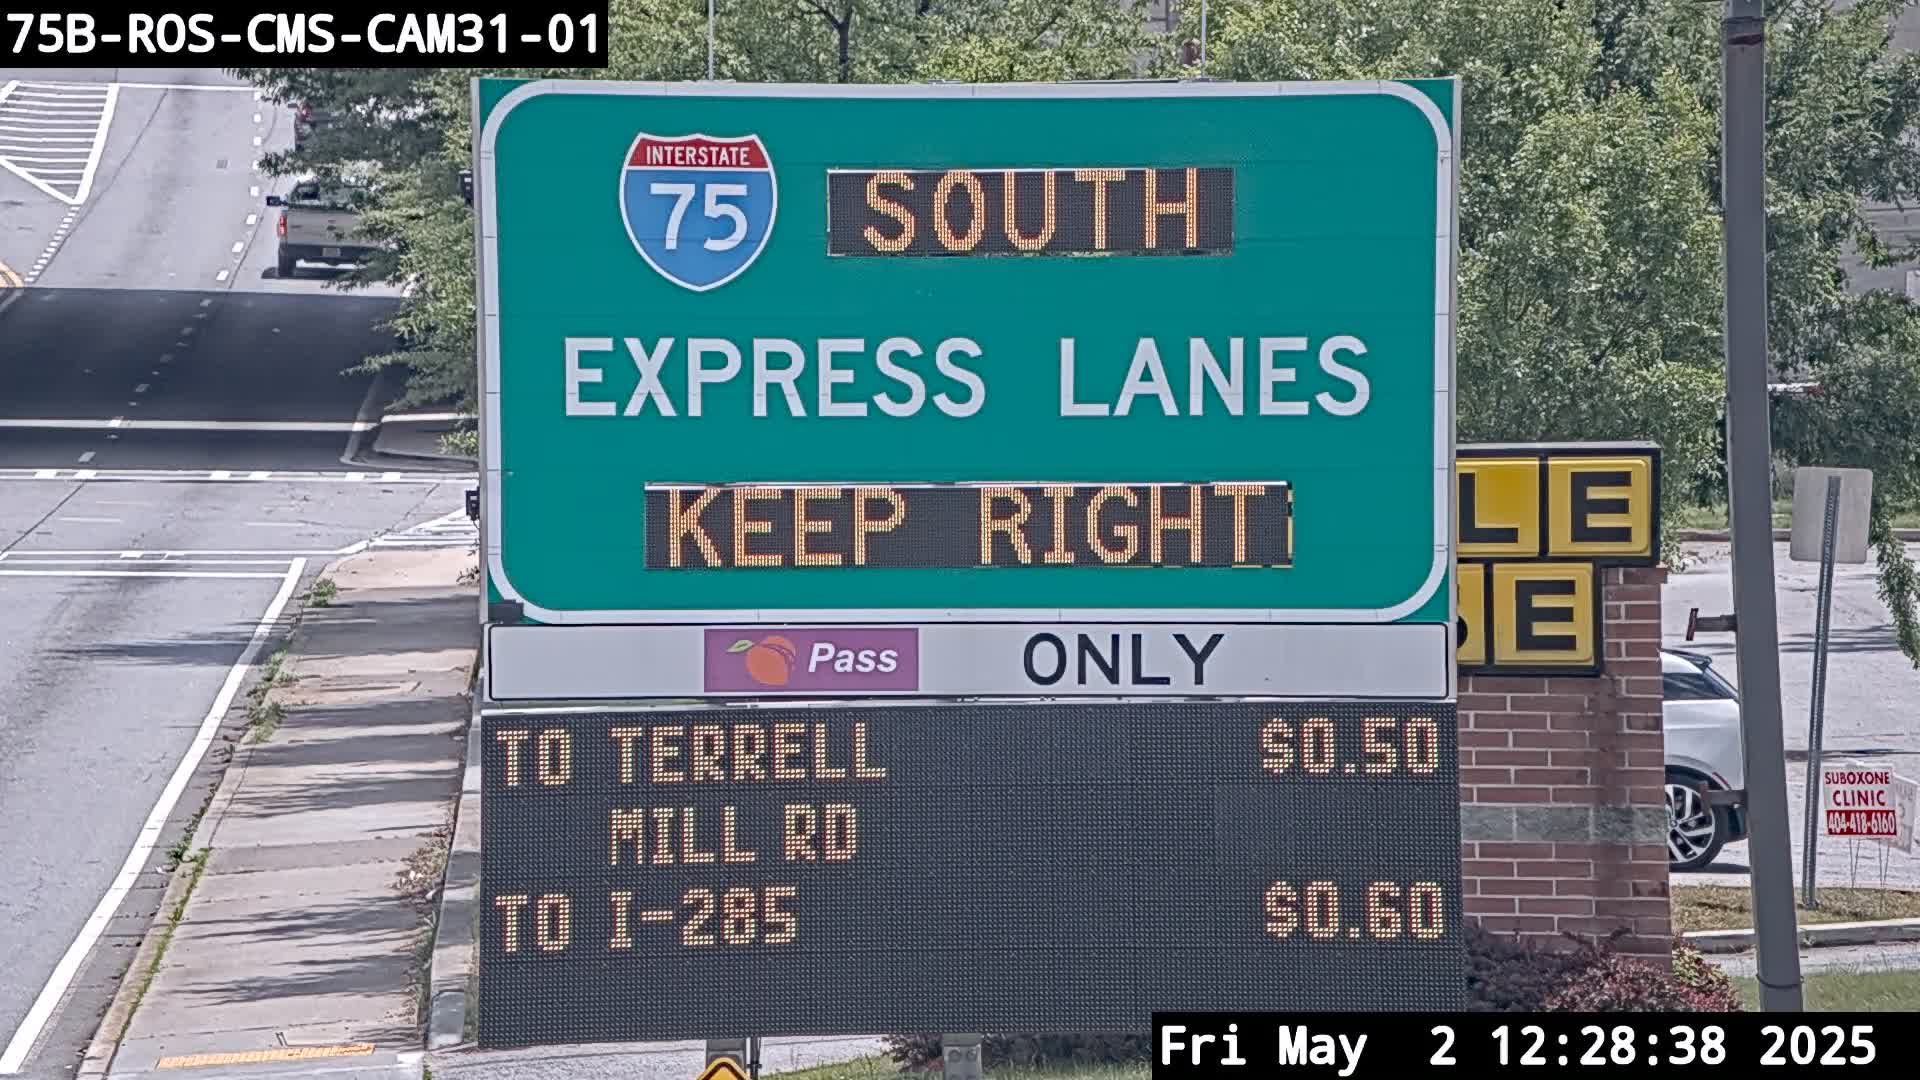 75B-ROS-CMS-CAM31-01
INTERSTATE
75
SOUTH
EXPRESS LANES
KEEP RIGHT
Pass ONLY
TO TERRELL $0.50
MILL RD
TO I-285 $0.60
LE
E
SUBOXONE
CLINIC
404-418-6160
Fri May 2 12:28:38 2025